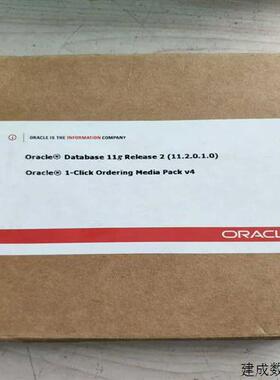 ORACLE IS THE INFORMATION COMPANY
Oracle® Database 11g Release 2 (11.2.0.1.0)
Oracle® 1-Click Ordering Media Pack v4
ORACL
建成数